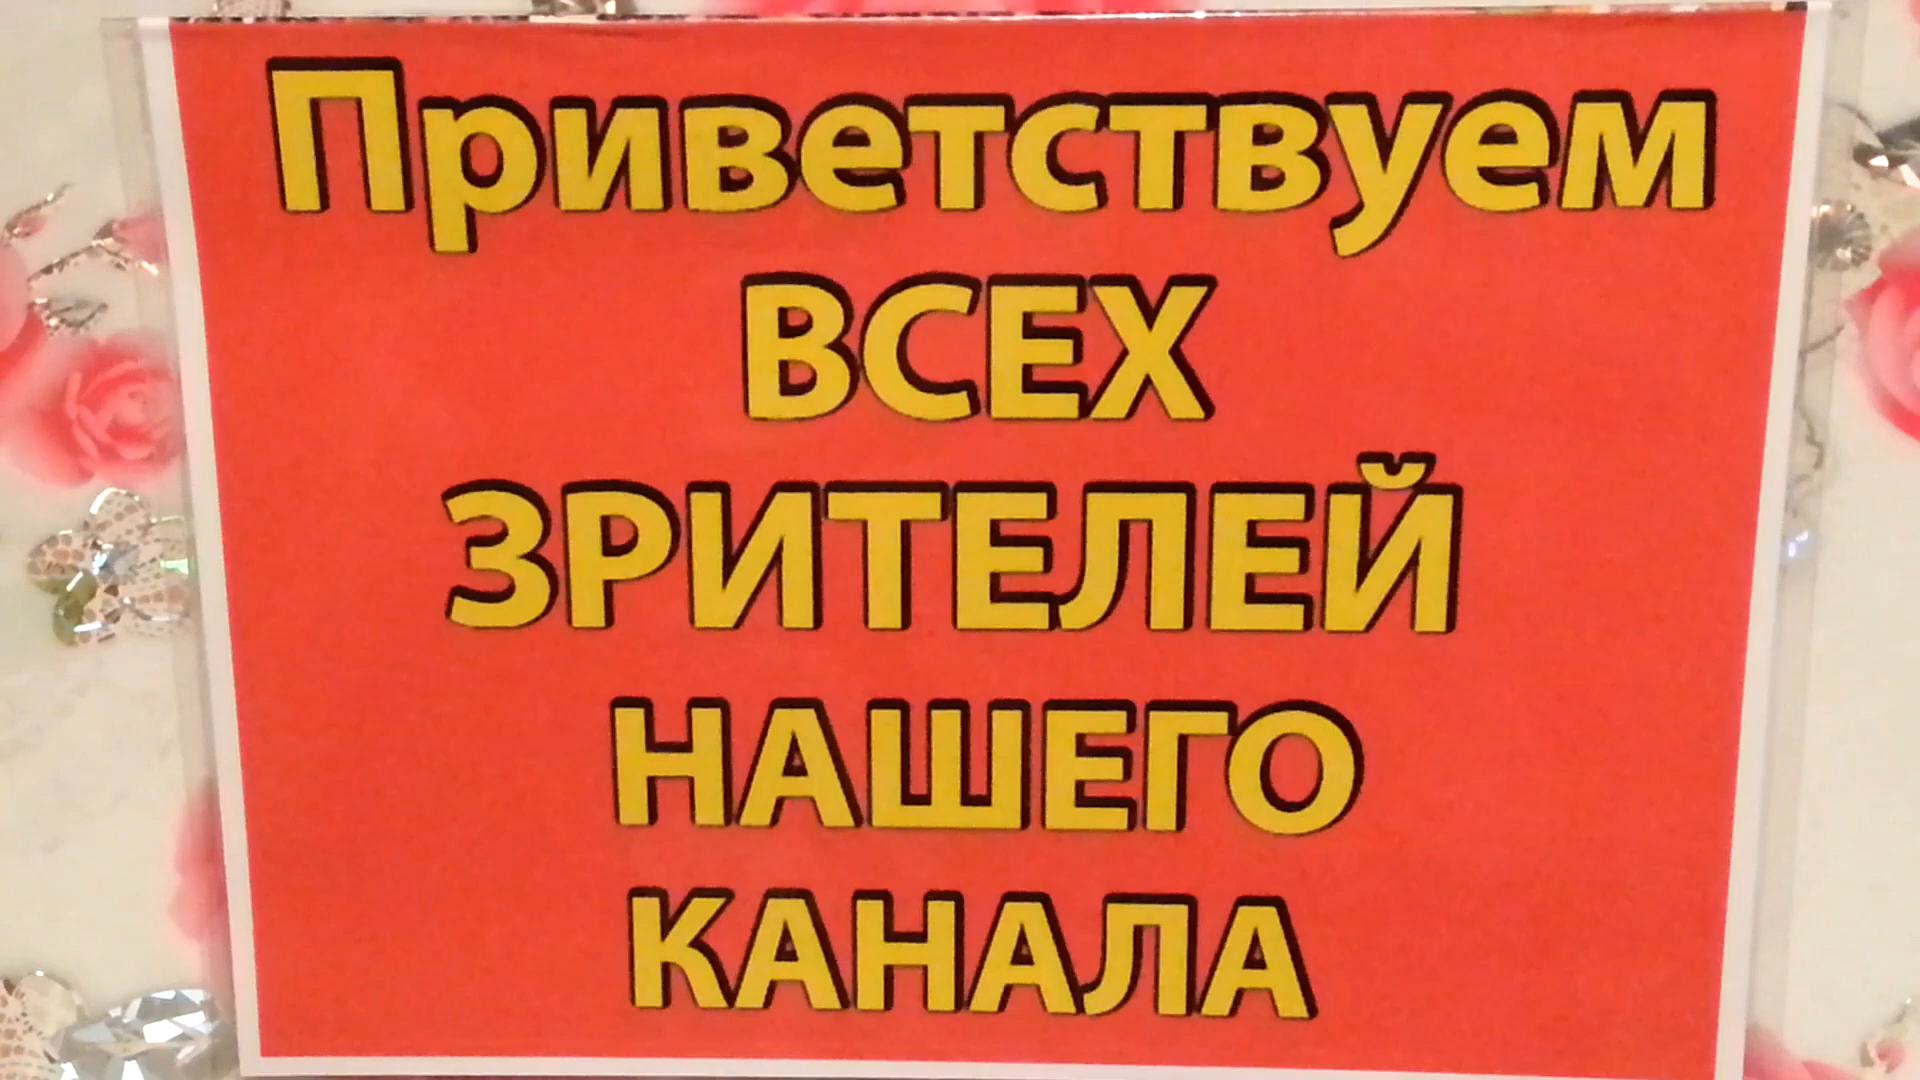 Приветствуем
ВСЕХ
ЗРИТЕЛЕЙ
НАШЕГО
КАНАЛА